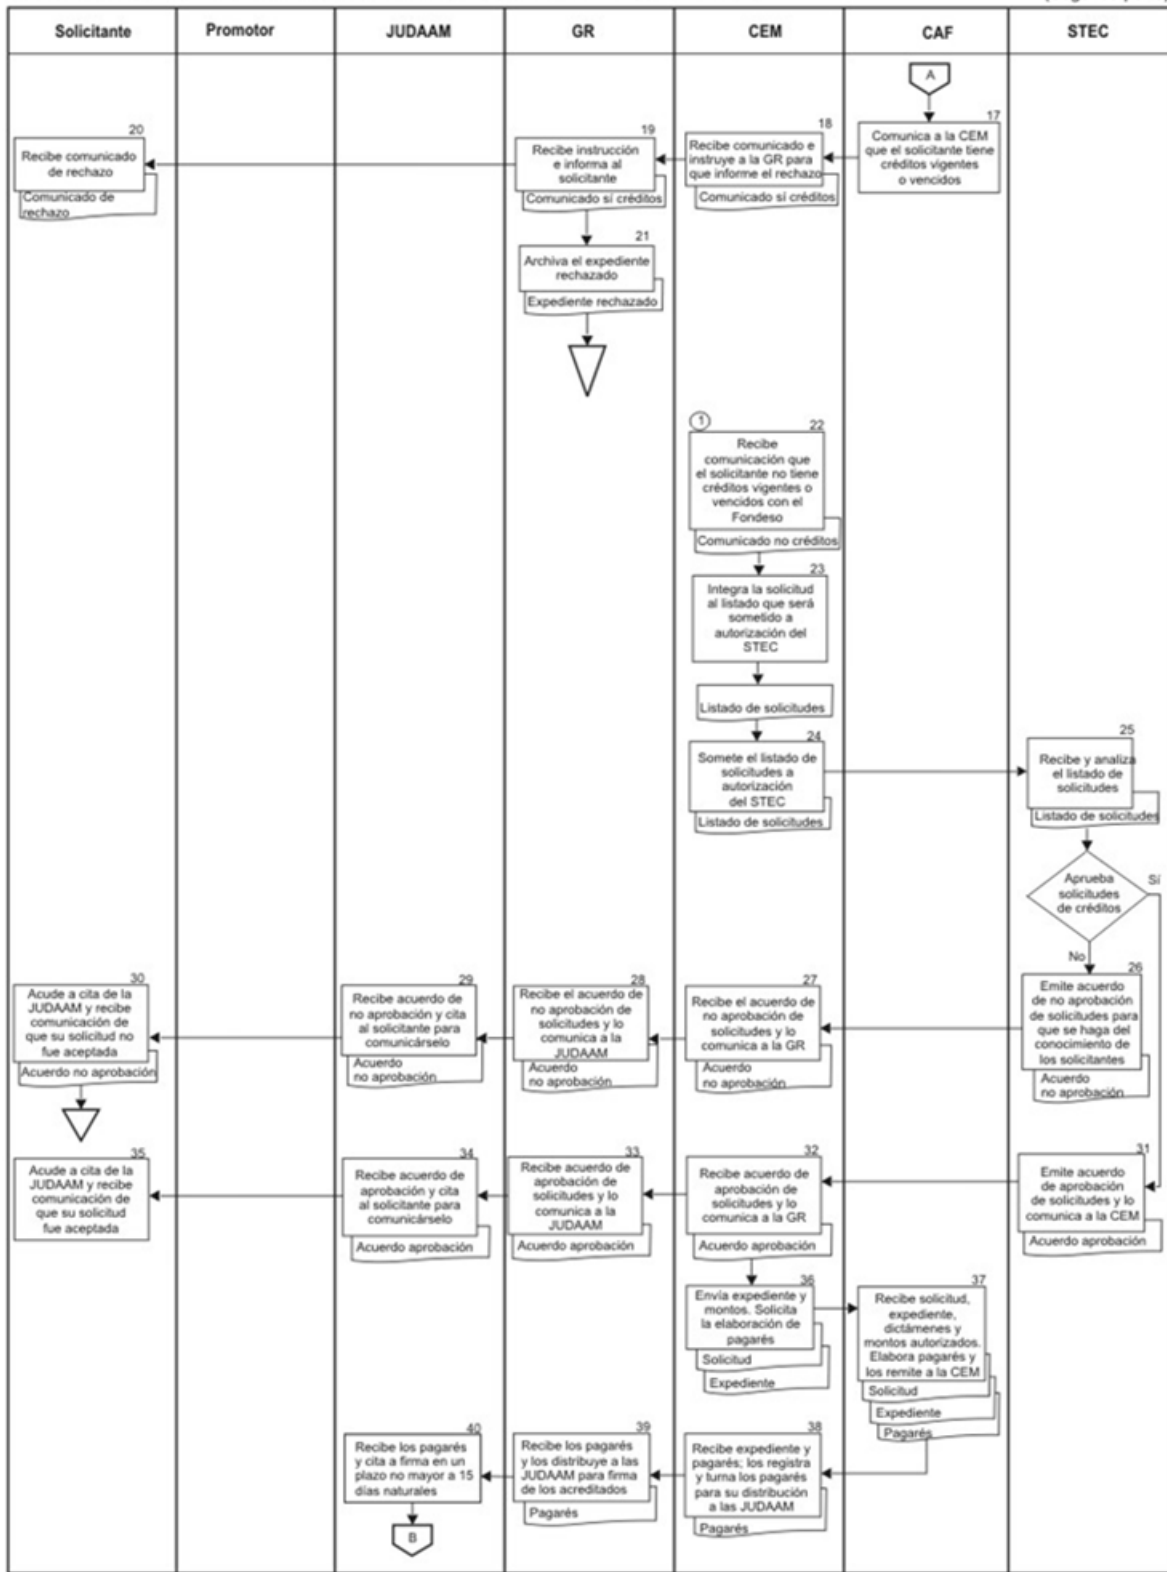 Solicitante
Promotor
JUDAAM
GR
CEM
CAF
STEC
A
17
Comunica a la CEM
que el solicitante tiene
créditos vigentes
o vencidos
18
Recibe comunicado e
instruye a la GR para
que informe el rechazo
Comunicado sí créditos
19
Recibe instrucción
e informa al
solicitante
Comunicado sí créditos
20
Recibe comunicado
de rechazo
Comunicado de
rechazo
21
Archiva el expediente
rechazado
Expediente rechazado
1
22
Recibe
comunicación que
el solicitante no tiene
créditos vigentes o
vencidos con el
Fondeso
Comunicado no créditos
23
Integra la solicitud
al listado que será
sometido a
autorización del
STEC
Listado de solicitudes
24
Somete el listado de
solicitudes a
autorización
del STEC
Listado de solicitudes
25
Recibe y analiza
el listado de
solicitudes
Listado de solicitudes
Aprueba
solicitudes
de créditos
Sí
No
26
Emite acuerdo
de no aprobación
de solicitudes para
que se haga del
conocimiento de
los solicitantes
Acuerdo
no aprobación
27
Recibe el acuerdo de
no aprobación de
solicitudes y lo
comunica a la GR
Acuerdo
no aprobación
28
Recibe el acuerdo de
no aprobación de
solicitudes y lo
comunica a la
JUDAAM
Acuerdo
no aprobación
29
Recibe acuerdo de
no aprobación y cita
al solicitante para
comunicárselo
Acuerdo
no aprobación
30
Acude a cita de la
JUDAAM y recibe
comunicación de
que su solicitud no
fue aceptada
Acuerdo no aprobación
31
Emite acuerdo
de aprobación
de solicitudes y lo
comunica a la CEM
Acuerdo aprobación
32
Recibe acuerdo de
aprobación de
solicitudes y lo
comunica a la GR
Acuerdo aprobación
33
Recibe acuerdo de
aprobación de
solicitudes y lo
comunica a la
JUDAAM
Acuerdo aprobación
34
Recibe acuerdo de
aprobación y cita
al solicitante para
comunicárselo
Acuerdo aprobación
35
Acude a cita de la
JUDAAM y recibe
comunicación de
que su solicitud
fue aceptada
36
Envía expediente y
montos. Solicita
la elaboración de
pagarés
Solicitud
Expediente
37
Recibe solicitud,
expediente,
dictámenes y
montos autorizados.
Elabora pagarés y
los remite a la CEM
Solicitud
Expediente
Pagarés
38
Recibe expediente y
pagarés; los registra
y turna los pagarés
para su distribución
a las JUDAAM
Pagarés
39
Recibe los pagarés
y los distribuye a las
JUDAAM para firma
de los acreditados
Pagarés
40
Recibe los pagarés
y cita a firma en un
plazo no mayor a 15
días naturales
B